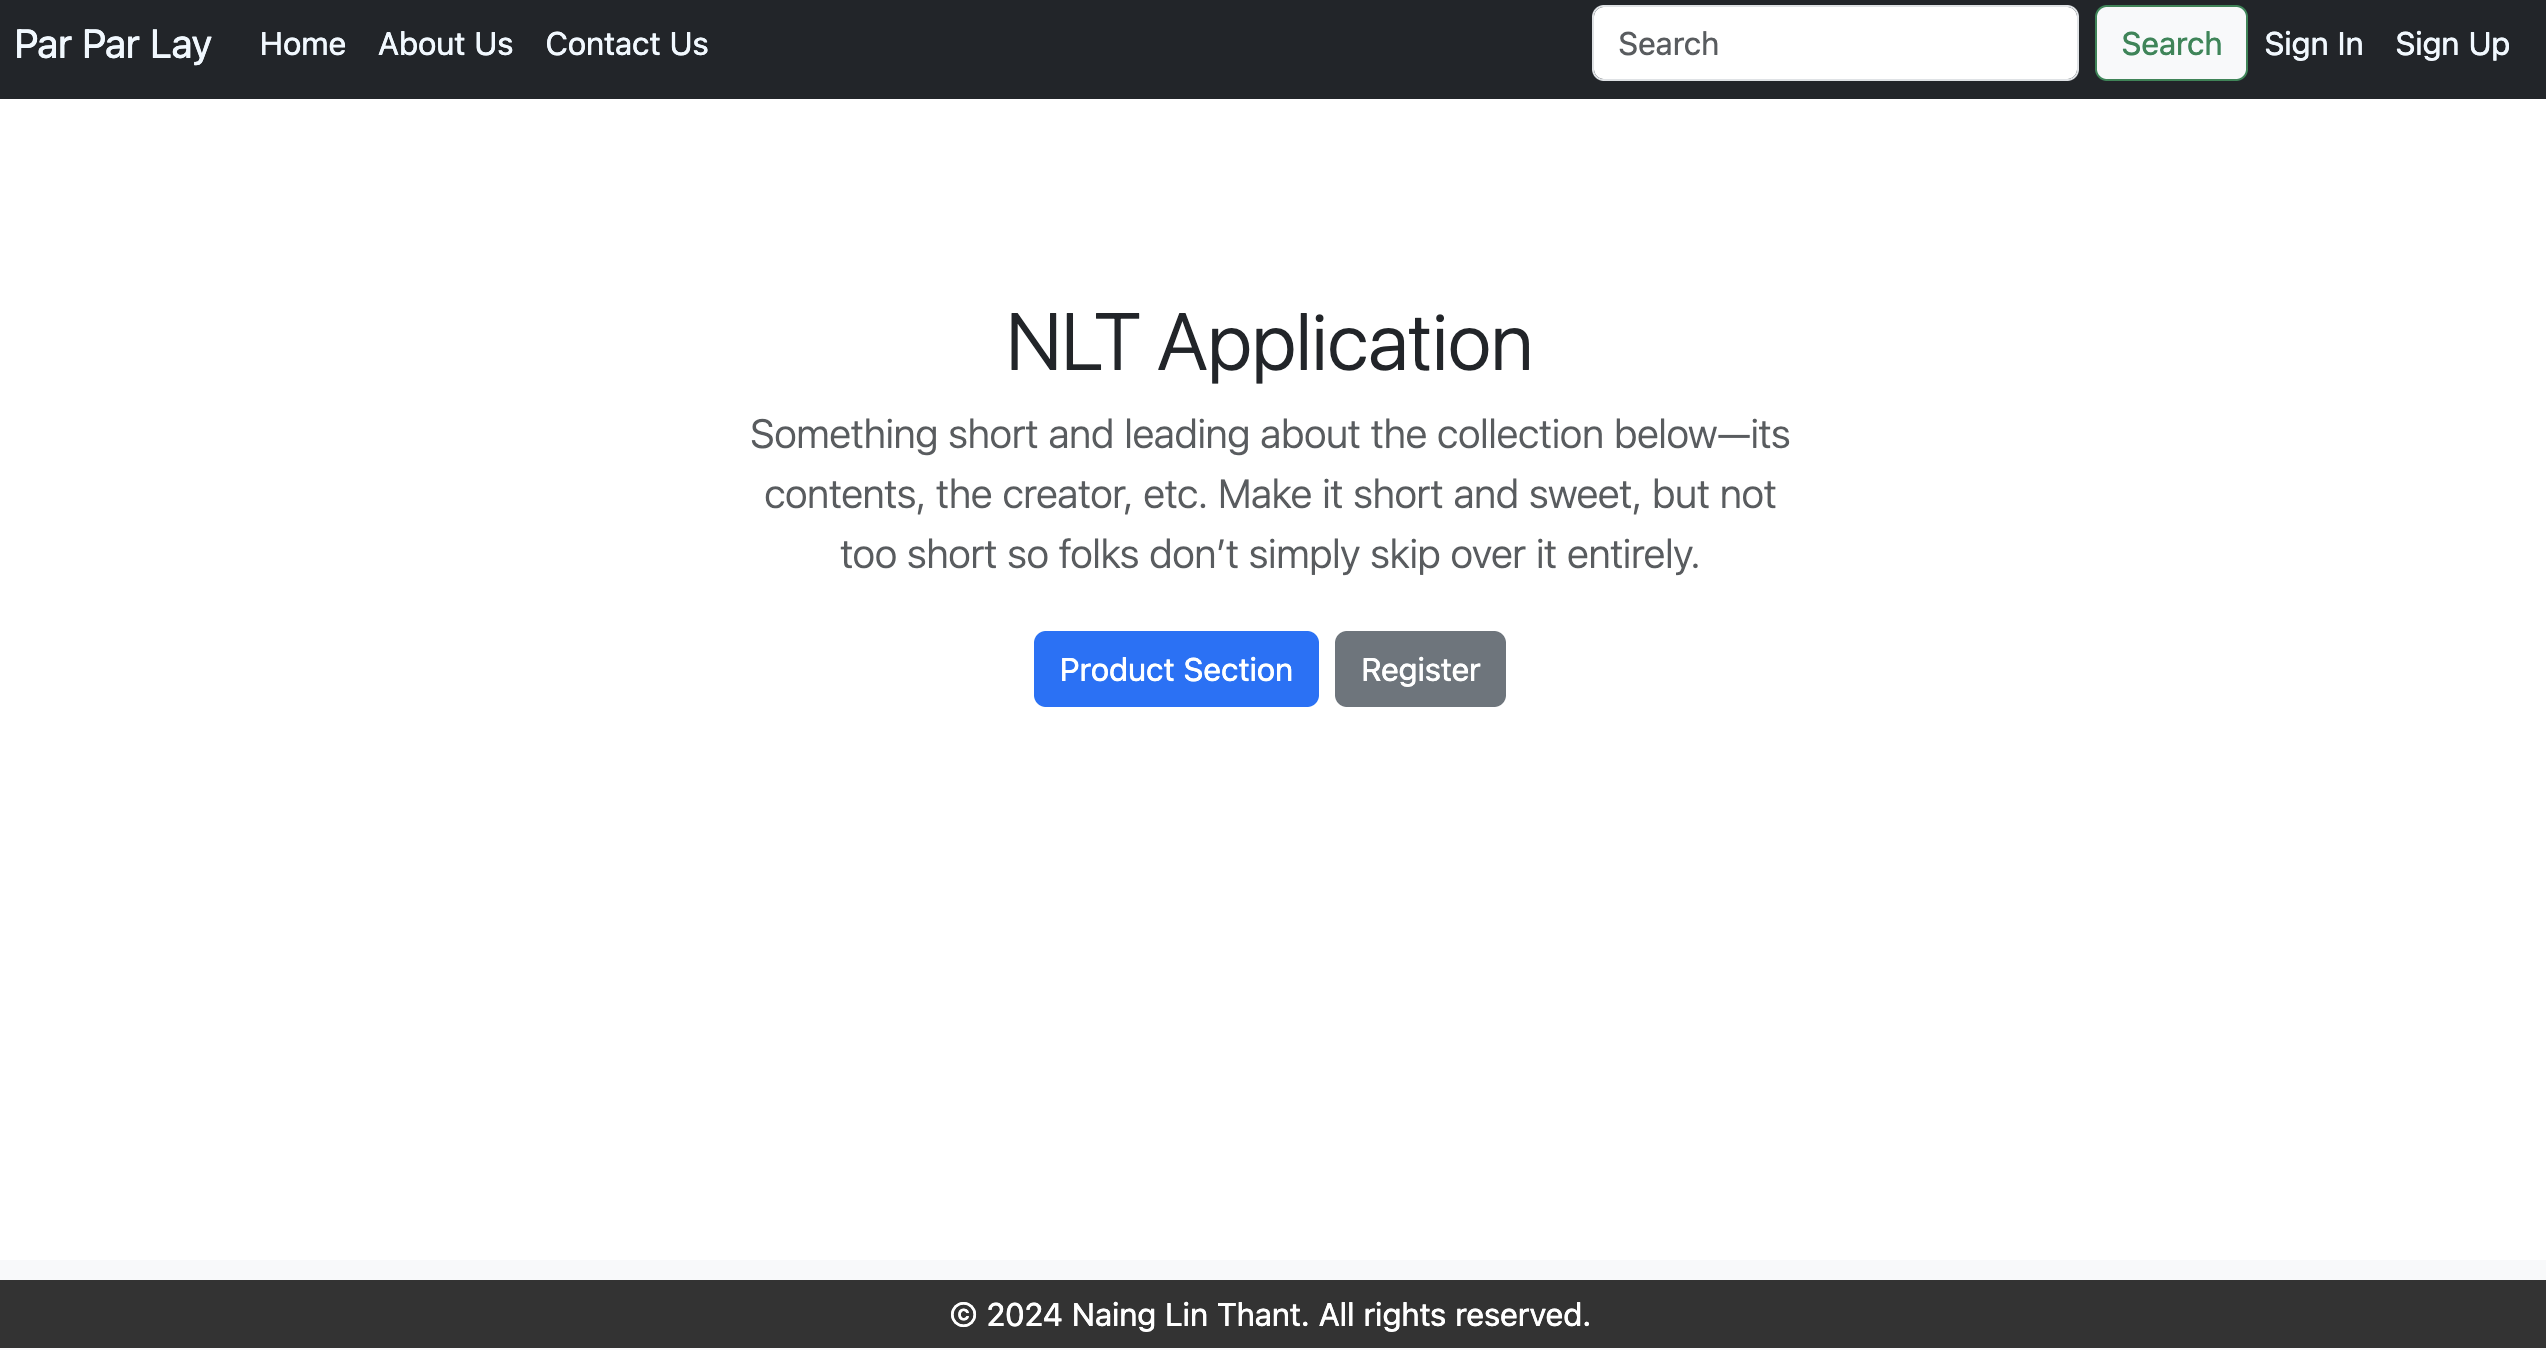 Par Par Lay Home About Us Contact Us Search Search Sign In Sign Up
NLT Application
Something short and leading about the collection below—its
contents, the creator, etc. Make it short and sweet, but not
too short so folks don’t simply skip over it entirely.
Product Section Register
© 2024 Naing Lin Thant. All rights reserved.